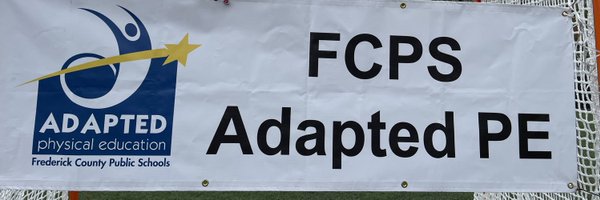 ADAPTED
physical education
Frederick County Public Schools
FCPS
Adapted PE